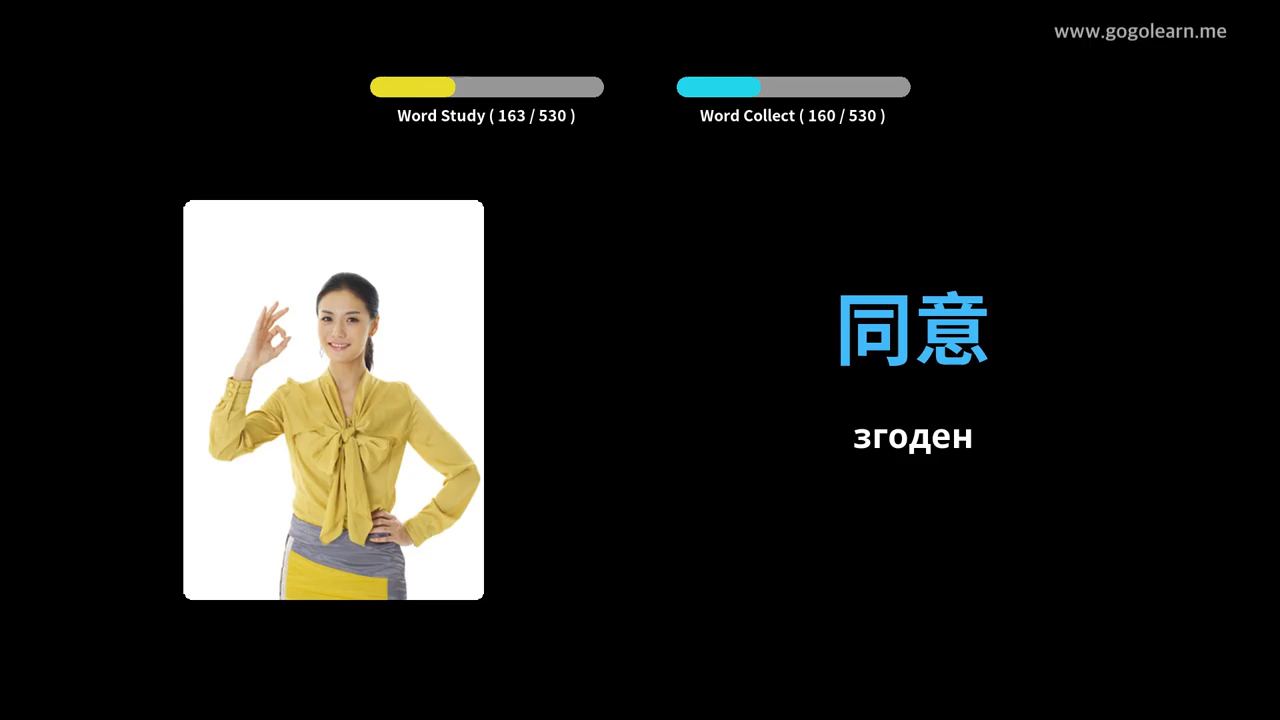 www.gogolearn.me
Word Study ( 163 / 530 )
Word Collect ( 160 / 530 )
同意
згоден